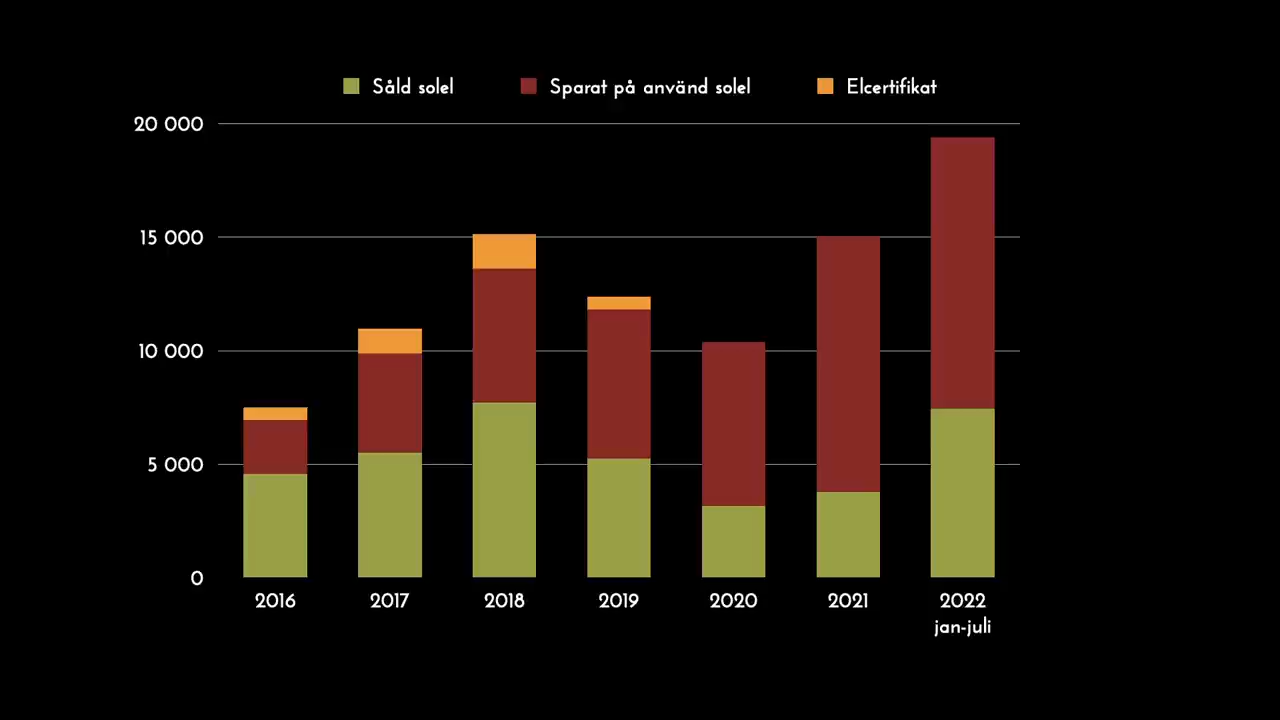 Såld solel Sparat på använd solel Elcertifikat
20 000
15 000
10 000
5 000
0
2016 2017 2018 2019 2020 2021 2022
jan-juli